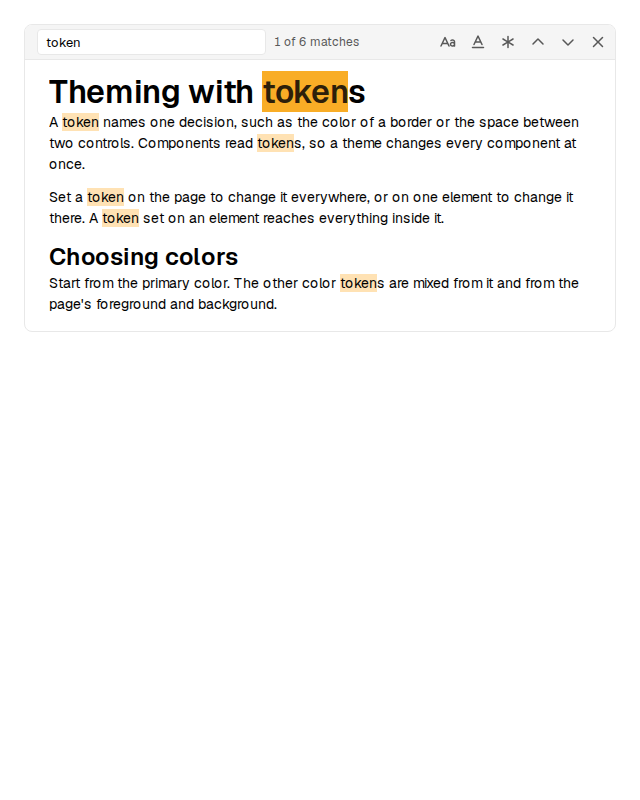 token
1 of 6 matches
Aa
A
Theming with tokens
A token names one decision, such as the color of a border or the space between
two controls. Components read tokens, so a theme changes every component at
once.
Set a token on the page to change it everywhere, or on one element to change it
there. A token set on an element reaches everything inside it.
Choosing colors
Start from the primary color. The other color tokens are mixed from it and from the
page's foreground and background.